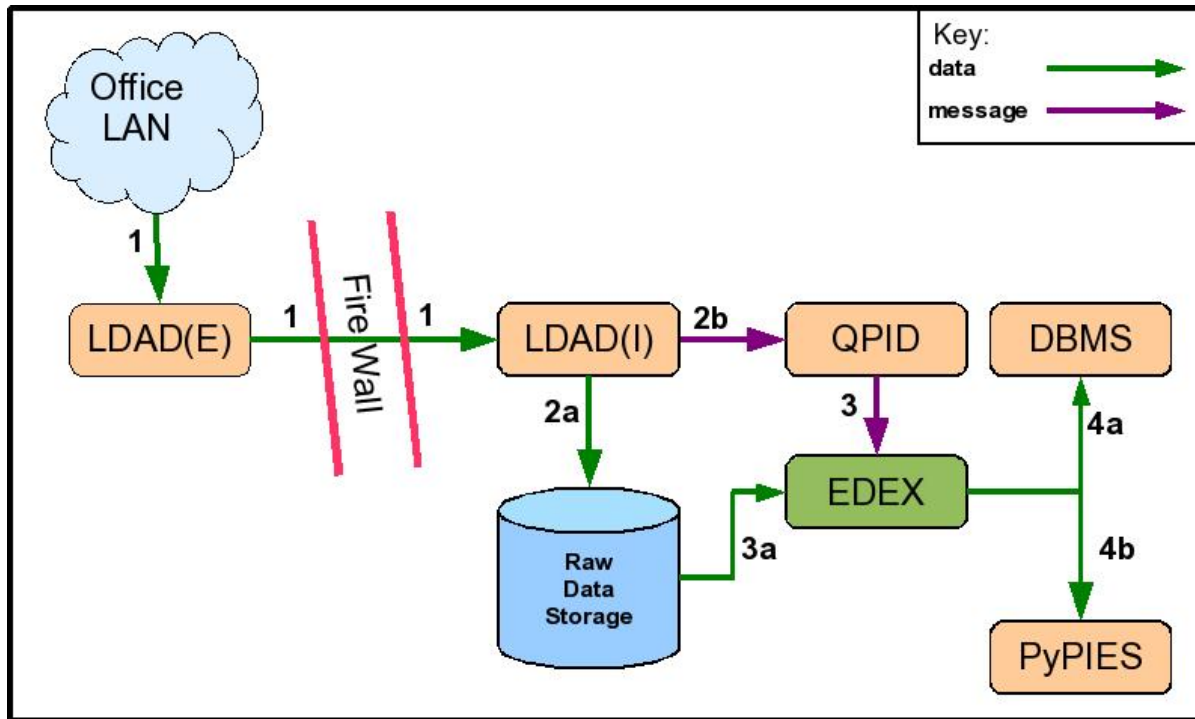 Key:
data
message
Office
LAN
1
LDAD(E)
1
Fire Wall
1
LDAD(I)
2b
QPID
DBMS
2a
3
4a
EDEX
Raw
Data
Storage
3a
4b
PyPIES